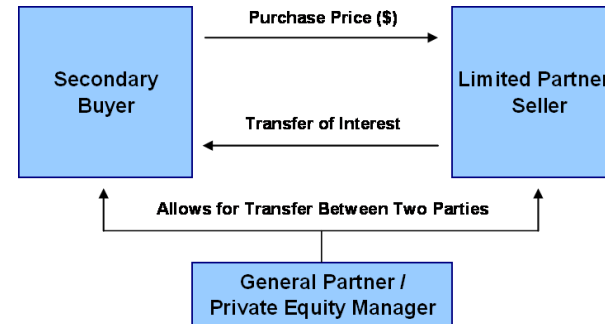 Purchase Price ($)
Secondary
Buyer
Limited Partner
Seller
Transfer of Interest
Allows for Transfer Between Two Parties
General Partner /
Private Equity Manager